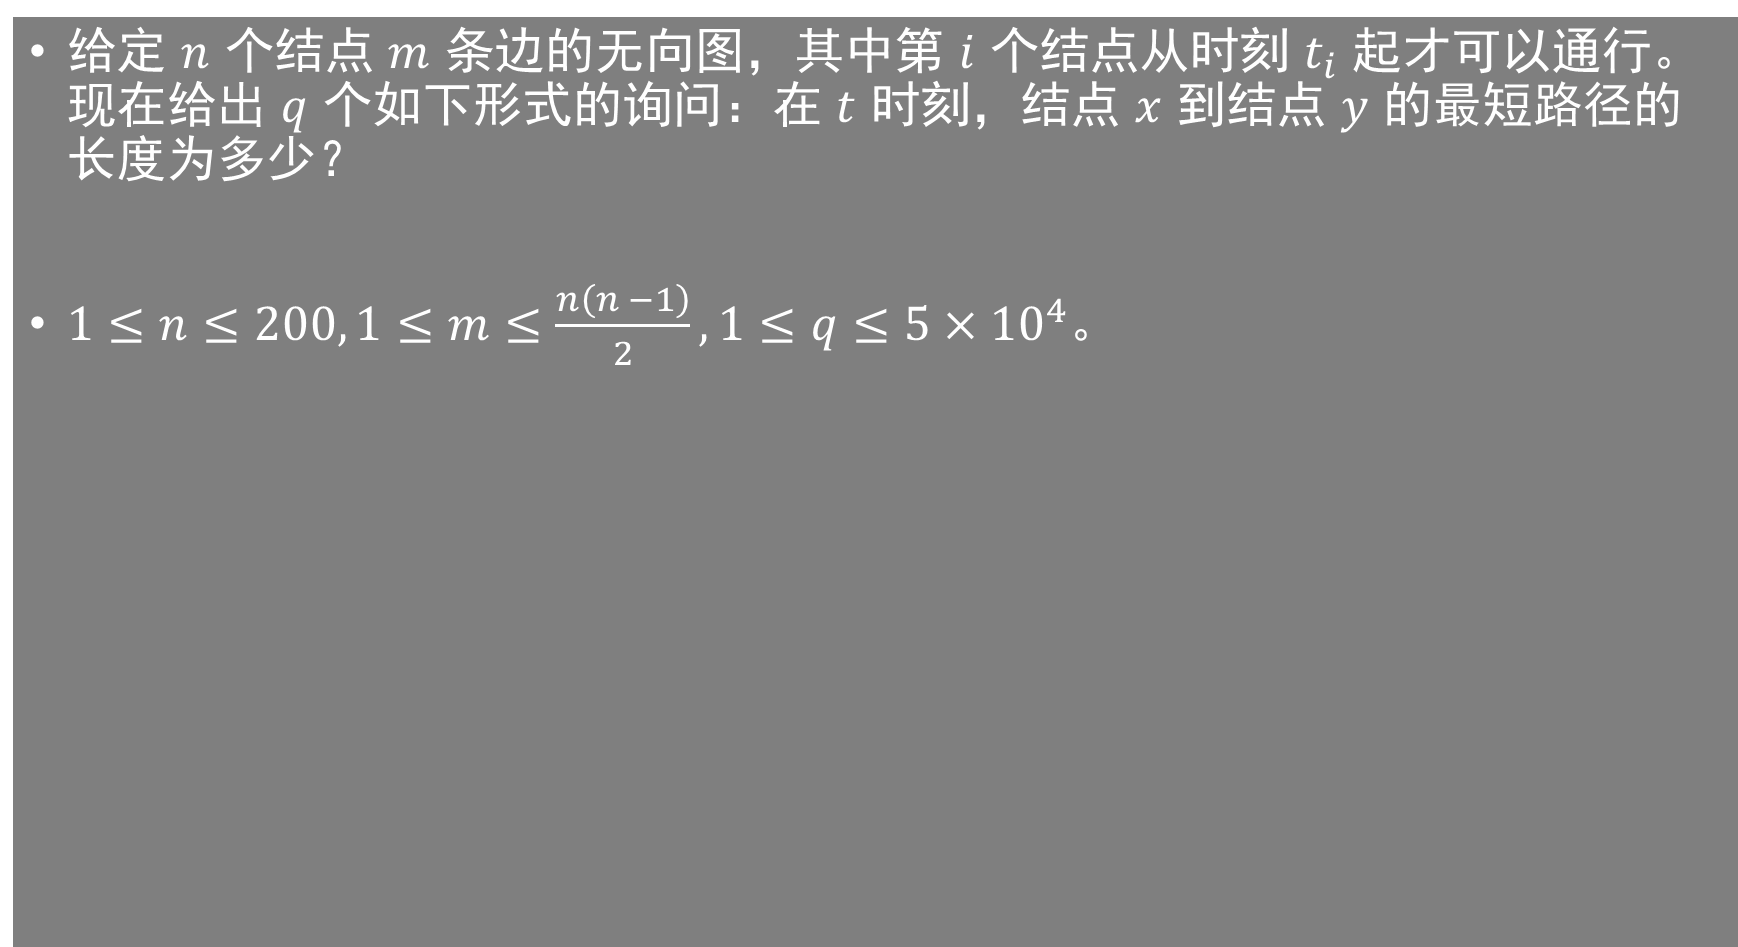 • 给定 n 个结点 m 条边的无向图，其中第 i 个结点从时刻 tᵢ 起才可以通行。
现在给出 q 个如下形式的询问：在 t 时刻，结点 x 到结点 y 的最短路径的
长度为多少？
• 1 ≤ n ≤ 200, 1 ≤ m ≤ \frac{n(n−1)}{2}, 1 ≤ q ≤ 5 × 10⁴。